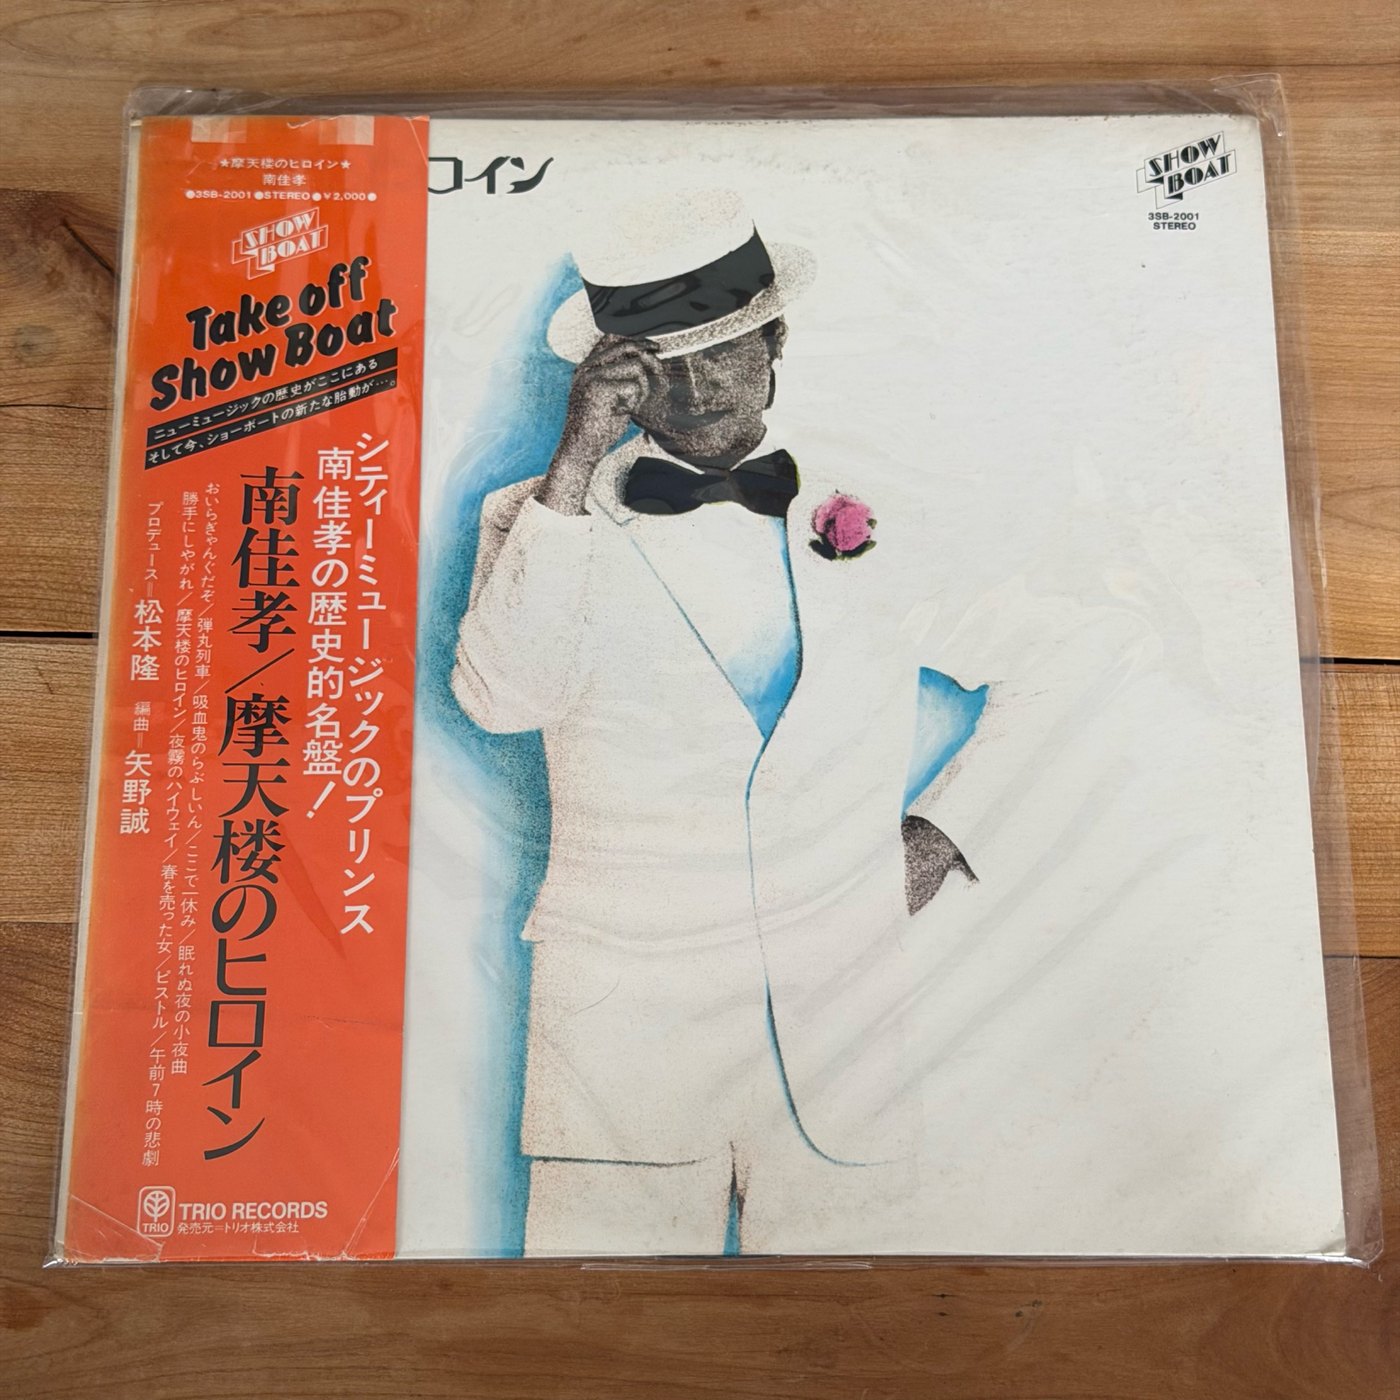 ★摩天楼のヒロイン★
南佳孝
●3SB-2001●STEREO●¥2,000●
SHOW BOAT
Take off
Show Boat
ニューミュージックの歴史がここにある
そして今、ショーボートの新たな胎動が…。
シティーミュージックのプリンス
南佳孝の歴史的名盤!
南佳孝/摩天楼のヒロイン
おいらぎゃんぐだぞ/弾丸列車/吸血鬼のらぶしいん/ここで一休み/眠れぬ夜の小夜曲
勝手にしやがれ/摩天楼のヒロイン/夜霧のハイウェイ/春を売った女/ピストル/午前7時の悲劇
プロデュース=松本隆 編曲=矢野誠
TRIO
TRIO RECORDS
発売元=トリオ株式会社
ロイン
SHOW
BOAT
3SB-2001
STEREO